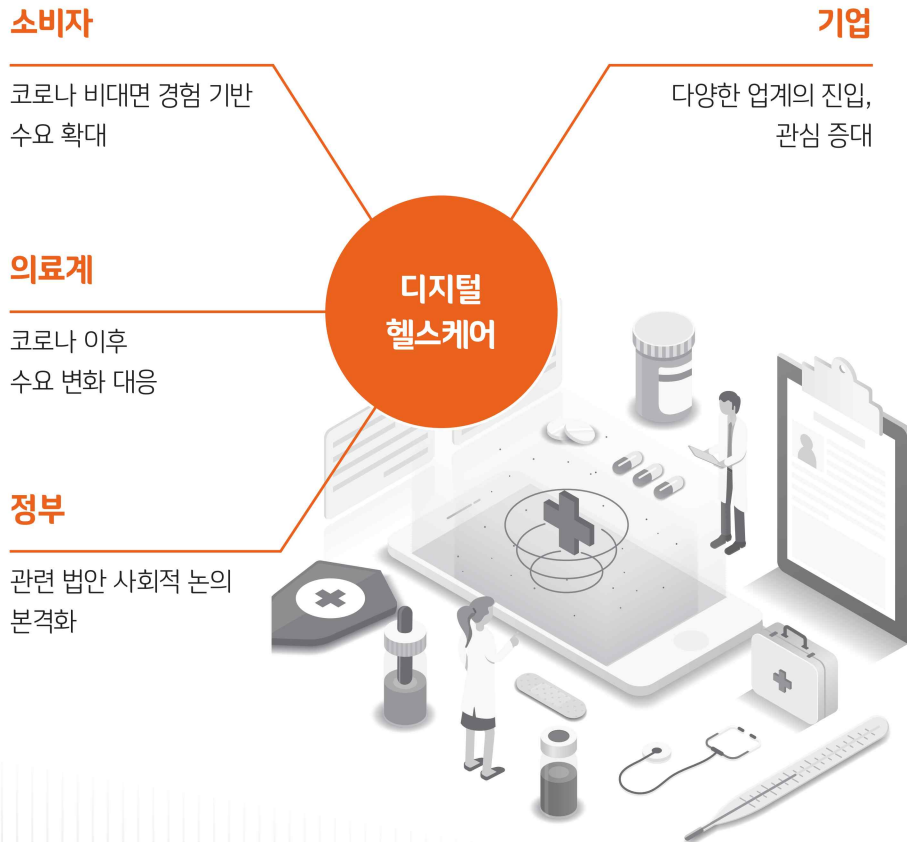 소비자
코로나 비대면 경험 기반
수요 확대
기업
다양한 업계의 진입,
관심 증대
디지털
헬스케어
의료계
코로나 이후
수요 변화 대응
정부
관련 법안 사회적 논의
본격화